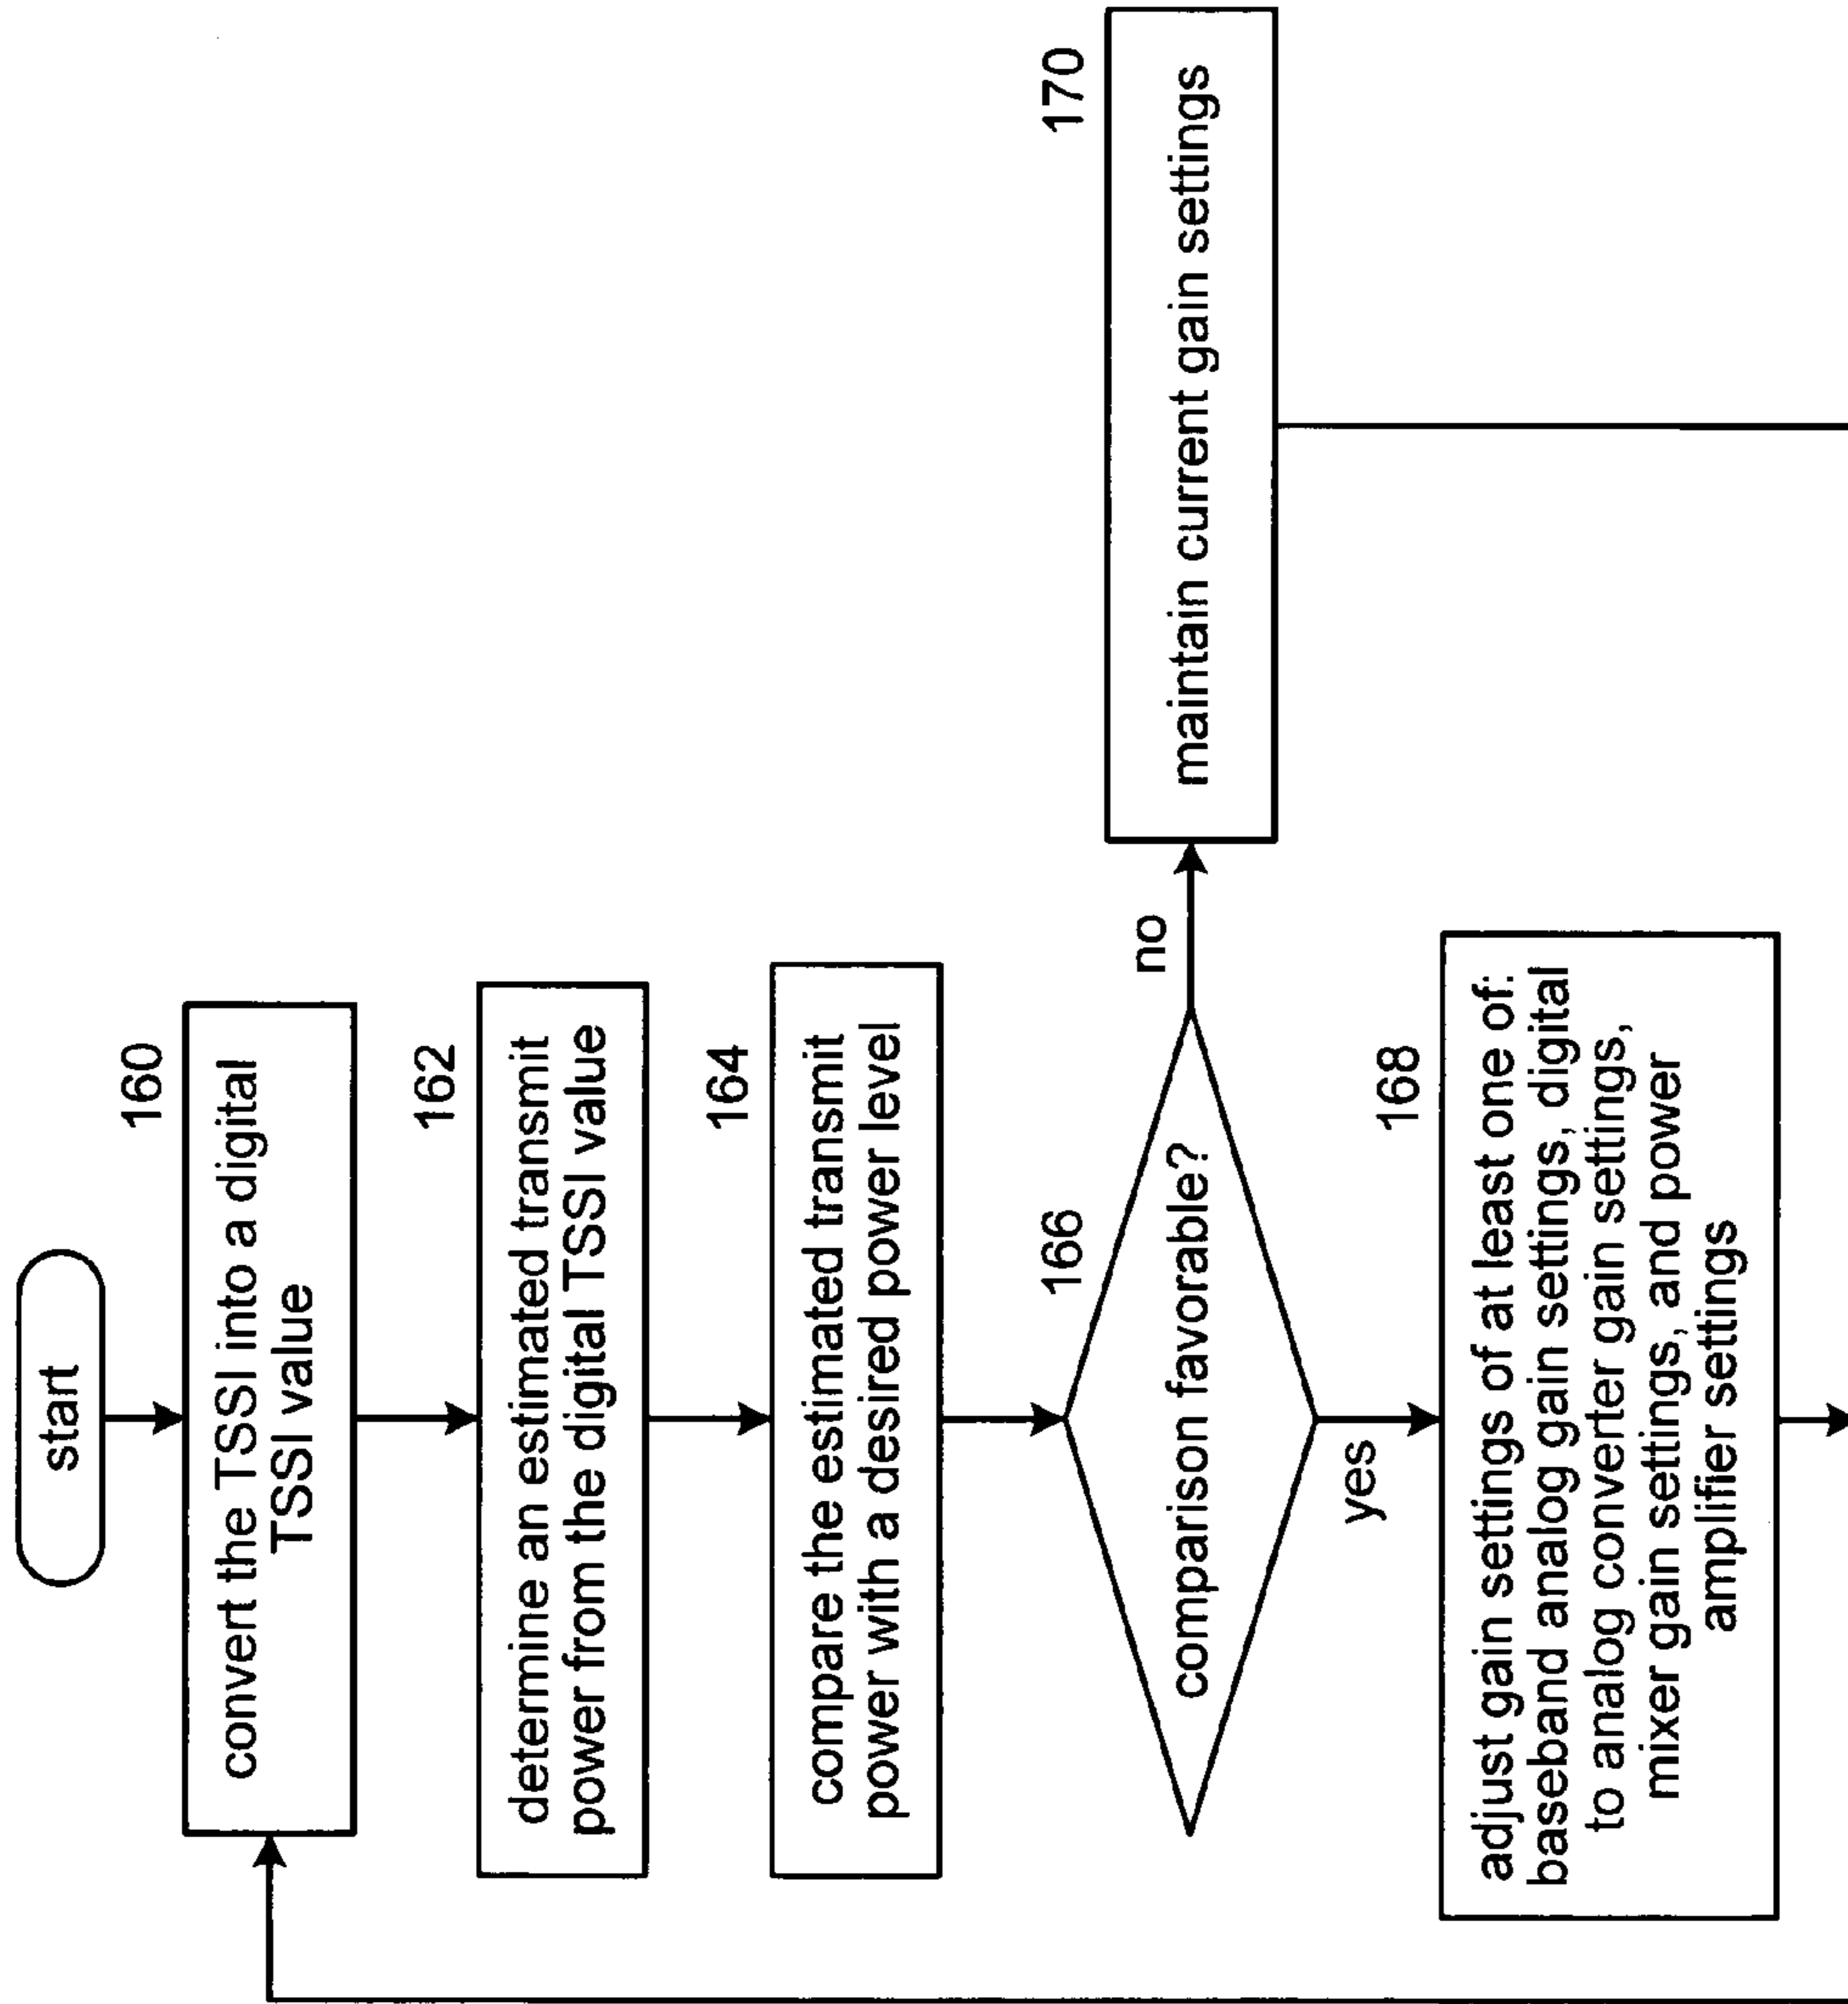 start
160
convert the TSSI into a digital
TSSI value
162
determine an estimated transmit
power from the digital TSSI value
164
compare the estimated transmit
power with a desired power level
166
comparison favorable?
no
170
maintain current gain settings
yes
168
adjust gain settings of at least one of:
baseband analog gain settings, digital
to analog converter gain settings,
mixer gain settings, and power
amplifier settings